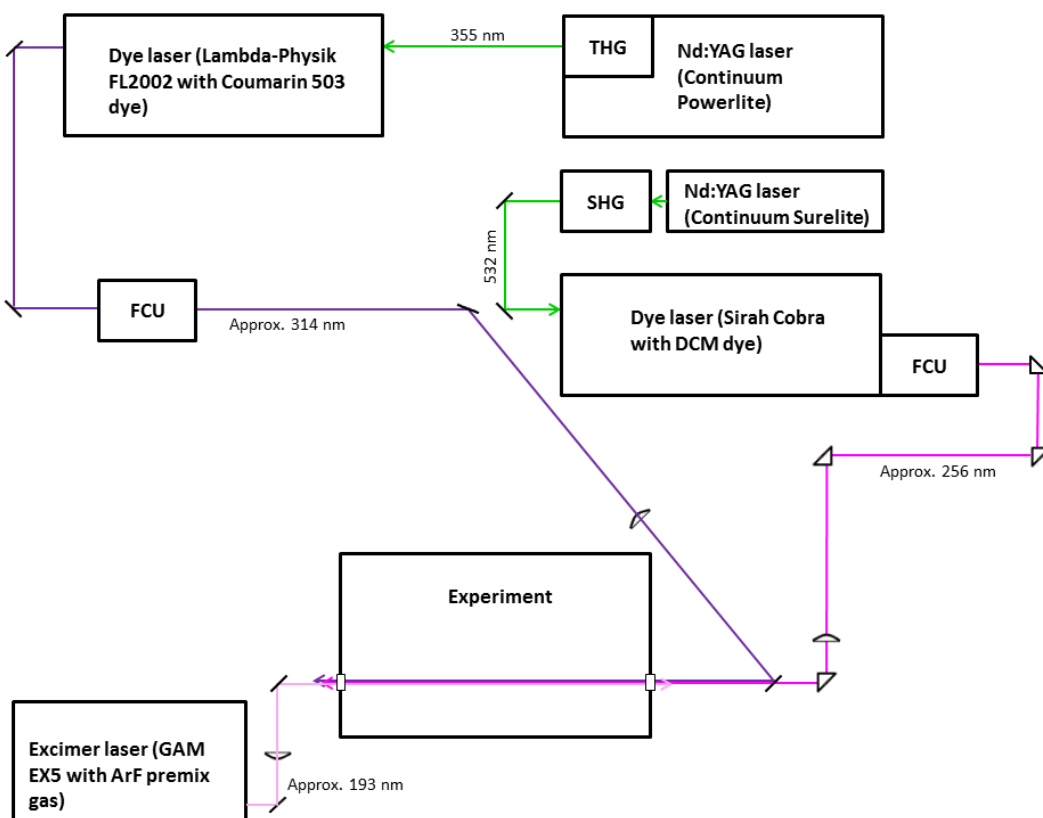 Dye laser (Lambda-Physik
FL2002 with Coumarin 503
dye)
355 nm
THG
Nd:YAG laser
(Continuum
Powerlite)
SHG
Nd:YAG laser
(Continuum Surelite)
532 nm
FCU
Approx. 314 nm
Dye laser (Sirah Cobra
with DCM dye)
FCU
Approx. 256 nm
Experiment
Excimer laser (GAM
EX5 with ArF premix
gas)
Approx. 193 nm